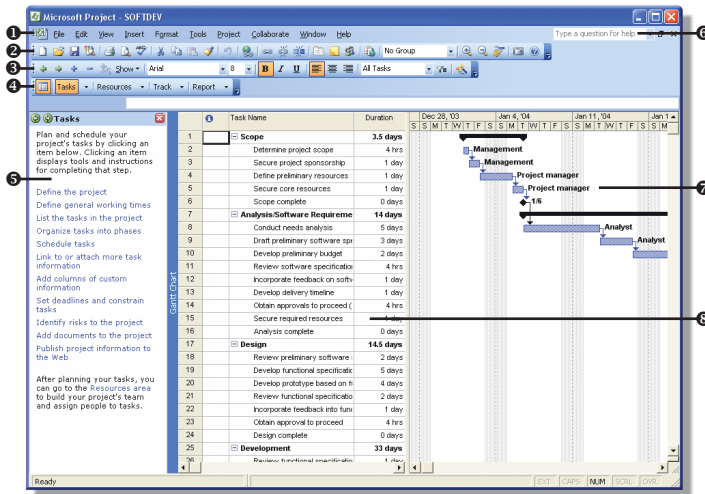 Microsoft Project - SOFTDEV
❶ File Edit View Insert Format Tools Project Collaborate Window Help Type a question for help ❻
❷ No Group
❸ Show Arial 8 B I U All Tasks
❹ Tasks Resources Track Report
Tasks
Plan and schedule your
project's tasks by clicking an
item below. Clicking an item
displays tools and instructions
for completing that step.
❺
Define the project
Define general working times
List the tasks in the project
Organize tasks into phases
Schedule tasks
Link to or attach more task
information
Add columns of custom
information
Set deadlines and constrain
tasks
Identify risks to the project
Add documents to the project
Publish project information to
the Web
After planning your tasks, you
can go to the Resources area
to build your project's team
and assign people to tasks.
Gantt Chart
Task Name Duration
1 Scope 3.5 days
2 Determine project scope 4 hrs
3 Secure project sponsorship 1 day
4 Define preliminary resources 1 day
5 Secure core resources 1 day
6 Scope complete 0 days
7 Analysis/Software Requireme 14 days
8 Conduct needs analysis 5 days
9 Draft preliminary software spe 3 days
10 Develop preliminary budget 2 days
11 Review software specification 4 hrs
12 Incorporate feedback on softw 1 day
13 Develop delivery timeline 1 day
14 Obtain approvals to proceed ( 4 hrs
15 Secure required resources 1 day
16 Analysis complete 0 days
17 Design 14.5 days
18 Review preliminary software 2 days
19 Develop functional specificatic 5 days
20 Develop prototype based on fu 4 days
21 Review functional specificatio 2 days
22 Incorporate feedback into func 1 day
23 Obtain approval to proceed 4 hrs
24 Design complete 0 days
25 Development 33 days
26 Review functional specificatio 1 day
Dec 28, '03 Jan 4, '04 Jan 11, '04 Jan 1
S S M T W T F S S M T W T F S S M T W T F S S M
Management
Management
Project manager
Project manager ❼
1/6
Analyst
Analyst
❽
Ready EXT CAPS NUM SCRL OVR